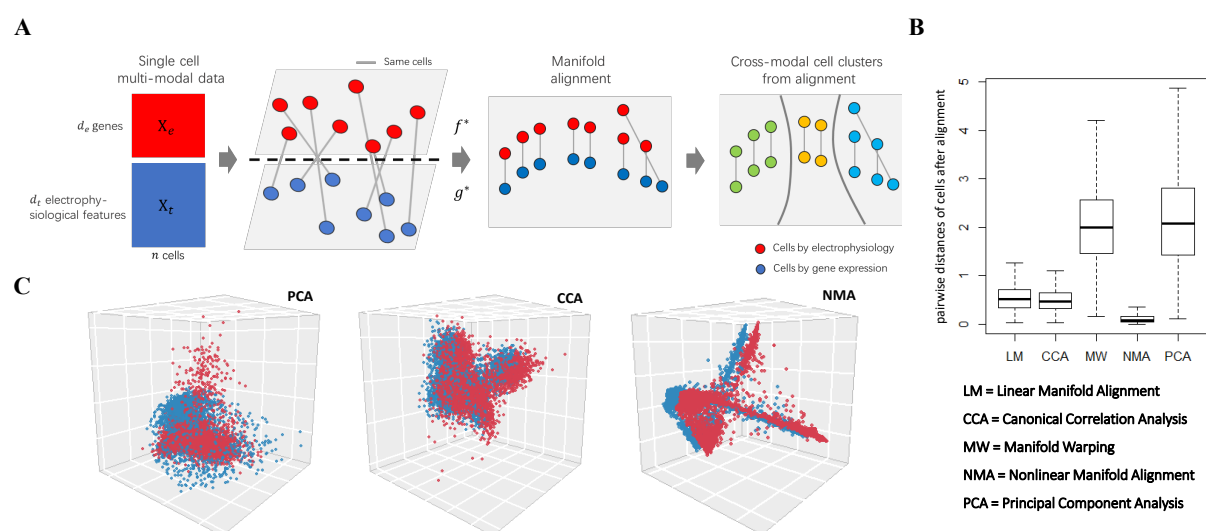 A
Single cell
multi-modal data
d_e genes
X_e
d_t electrophy-
siological features
X_t
n cells
Same cells
f*
g*
Manifold
alignment
Cross-modal cell clusters
from alignment
Cells by electrophysiology
Cells by gene expression
B
pairwise distances of cells after alignment
5
4
3
2
1
0
LM CCA MW NMA PCA
LM = Linear Manifold Alignment
CCA = Canonical Correlation Analysis
MW = Manifold Warping
NMA = Nonlinear Manifold Alignment
PCA = Principal Component Analysis
C
PCA
CCA
NMA